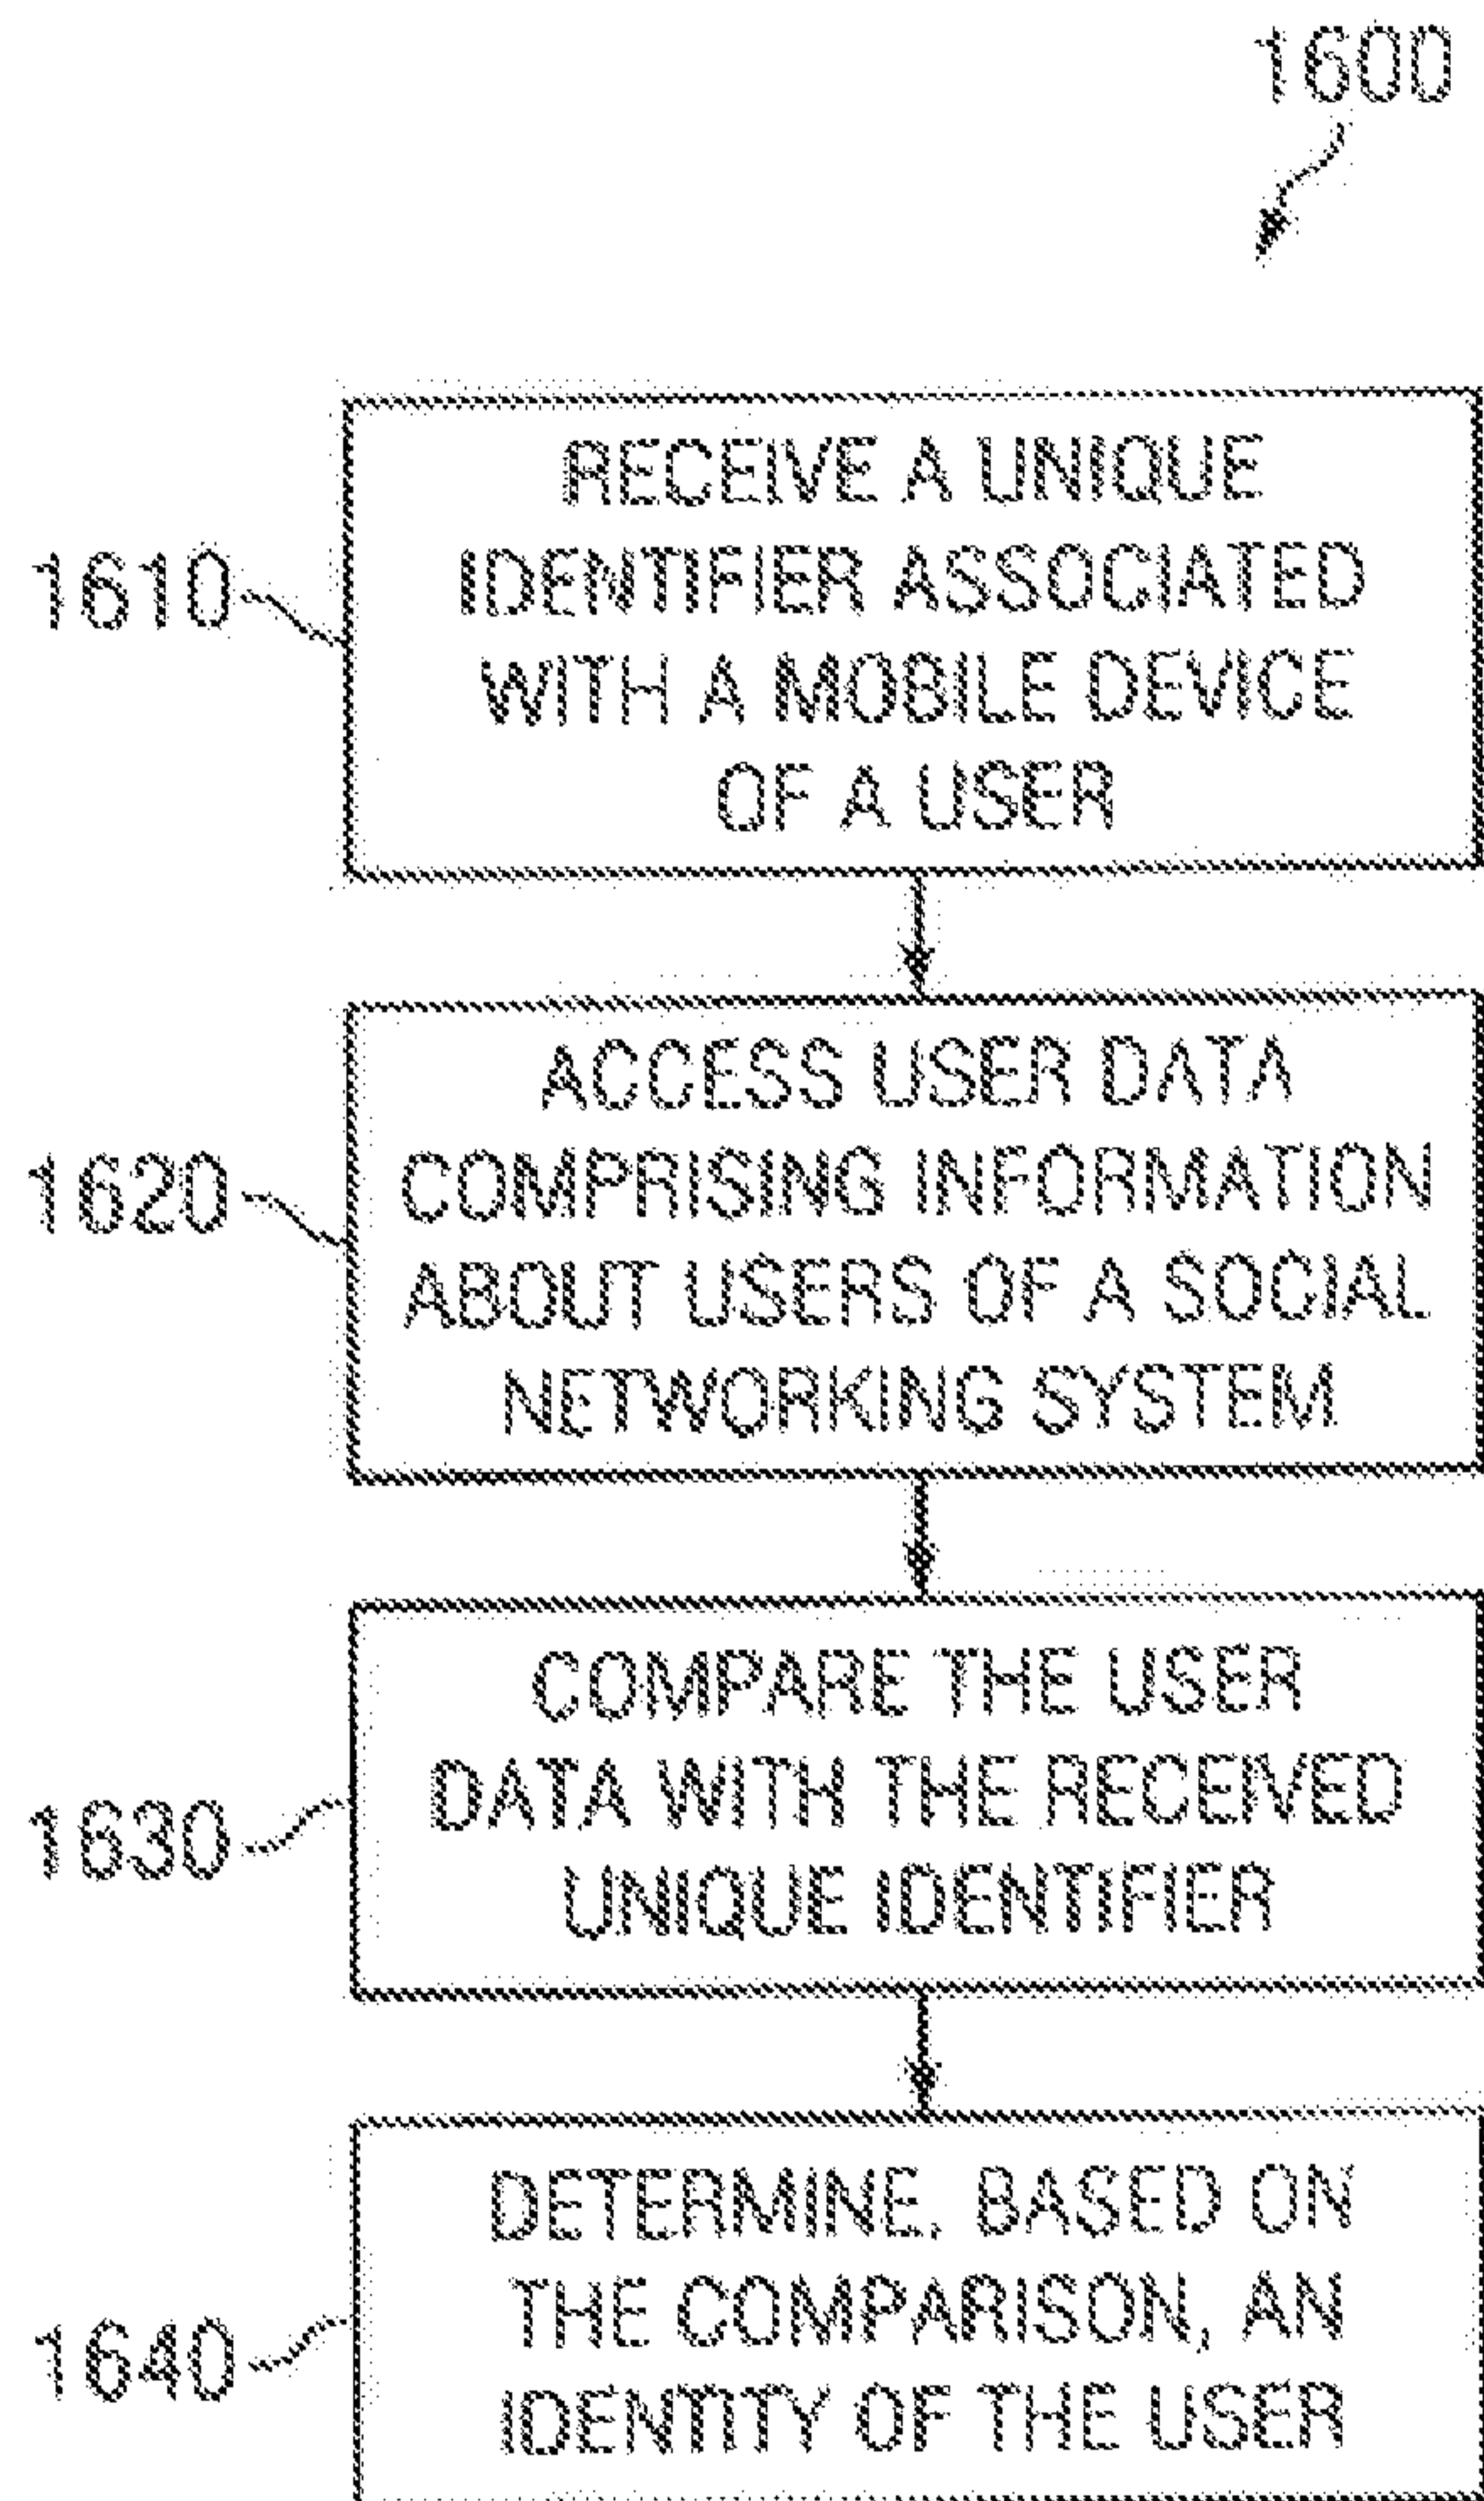 1600
RECEIVE A UNIQUE
IDENTIFIER ASSOCIATED
WITH A MOBILE DEVICE
OF A USER
1610
ACCESS USER DATA
COMPRISING INFORMATION
ABOUT USERS OF A SOCIAL
NETWORKING SYSTEM
1620
COMPARE THE USER
DATA WITH THE RECEIVED
UNIQUE IDENTIFIER
1630
DETERMINE, BASED ON
THE COMPARISON, AN
IDENTITY OF THE USER
1640